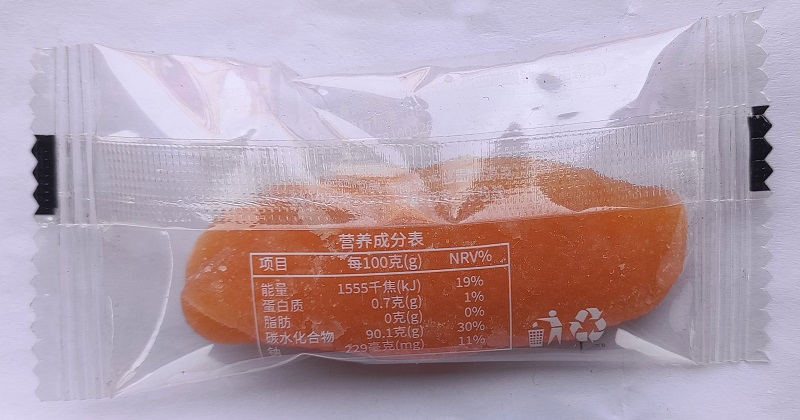 营养成分表
项目 每100克(g) NRV%
能量 1555千焦(kJ) 19%
蛋白质 0.7克(g) 1%
脂肪 0克(g) 0%
碳水化合物 90.1克(g) 30%
钠 229毫克(mg) 11%